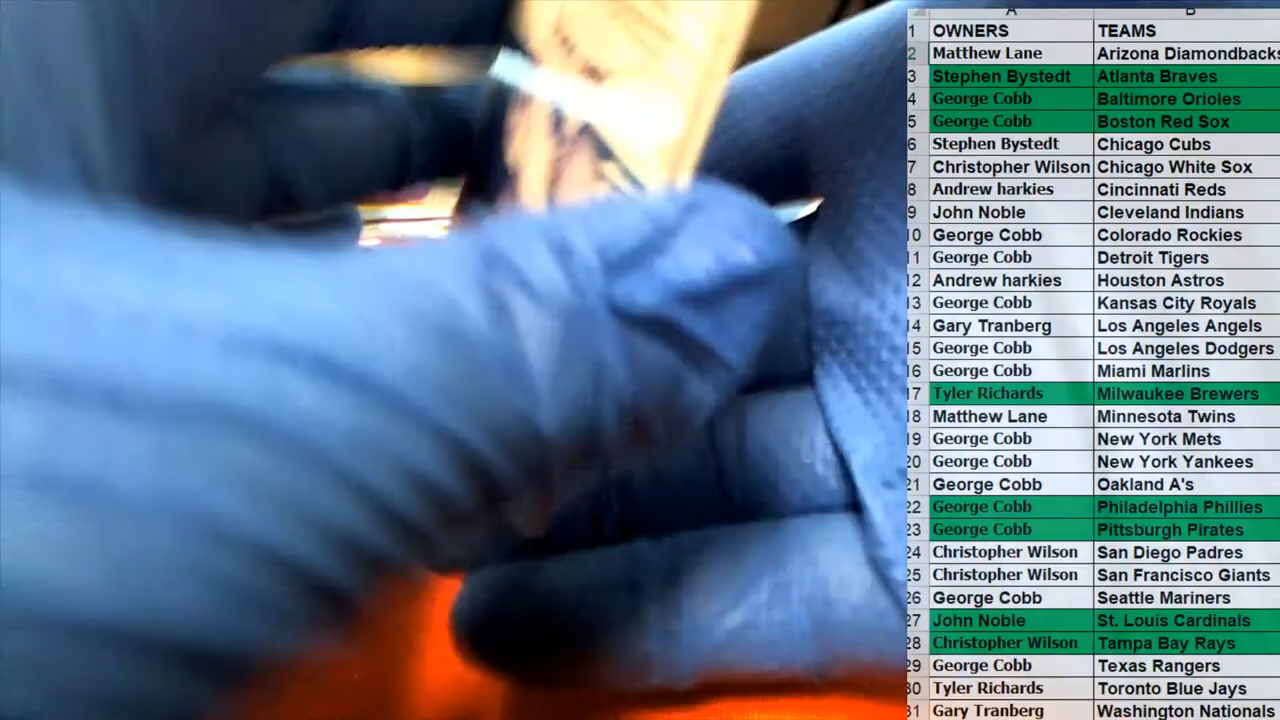 A B
1 OWNERS TEAMS
2 Matthew Lane Arizona Diamondbacks
3 Stephen Bystedt Atlanta Braves
4 George Cobb Baltimore Orioles
5 George Cobb Boston Red Sox
6 Stephen Bystedt Chicago Cubs
7 Christopher Wilson Chicago White Sox
8 Andrew harkies Cincinnati Reds
9 John Noble Cleveland Indians
10 George Cobb Colorado Rockies
11 George Cobb Detroit Tigers
12 Andrew harkies Houston Astros
13 George Cobb Kansas City Royals
14 Gary Tranberg Los Angeles Angels
15 George Cobb Los Angeles Dodgers
16 George Cobb Miami Marlins
17 Tyler Richards Milwaukee Brewers
18 Matthew Lane Minnesota Twins
19 George Cobb New York Mets
20 George Cobb New York Yankees
21 George Cobb Oakland A's
22 George Cobb Philadelphia Phillies
23 George Cobb Pittsburgh Pirates
24 Christopher Wilson San Diego Padres
25 Christopher Wilson San Francisco Giants
26 George Cobb Seattle Mariners
27 John Noble St. Louis Cardinals
28 Christopher Wilson Tampa Bay Rays
29 George Cobb Texas Rangers
30 Tyler Richards Toronto Blue Jays
31 Gary Tranberg Washington Nationals